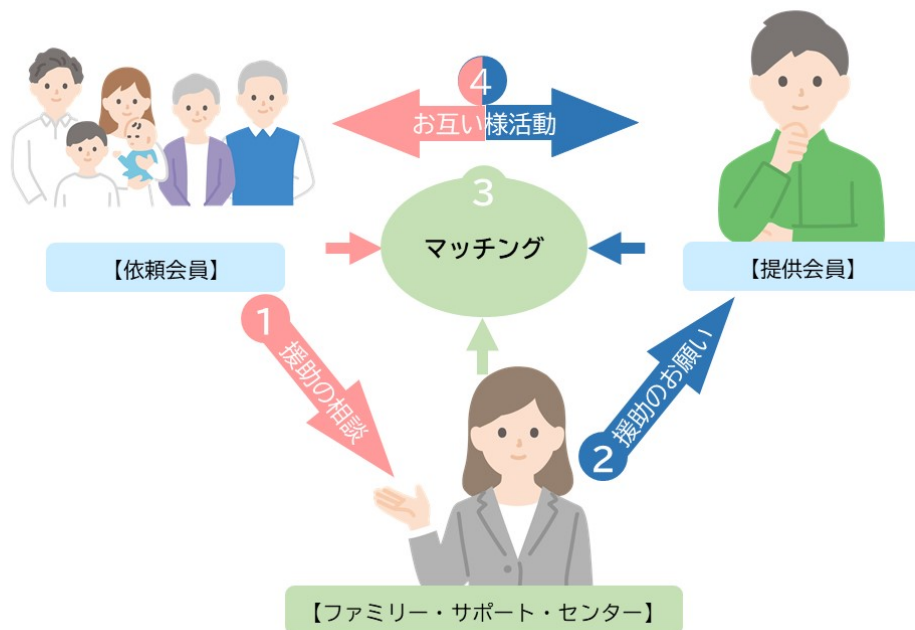 4
お互い様活動
3
マッチング
【依頼会員】
【提供会員】
1
援助の相談
2
援助のお願い
【ファミリー・サポート・センター】